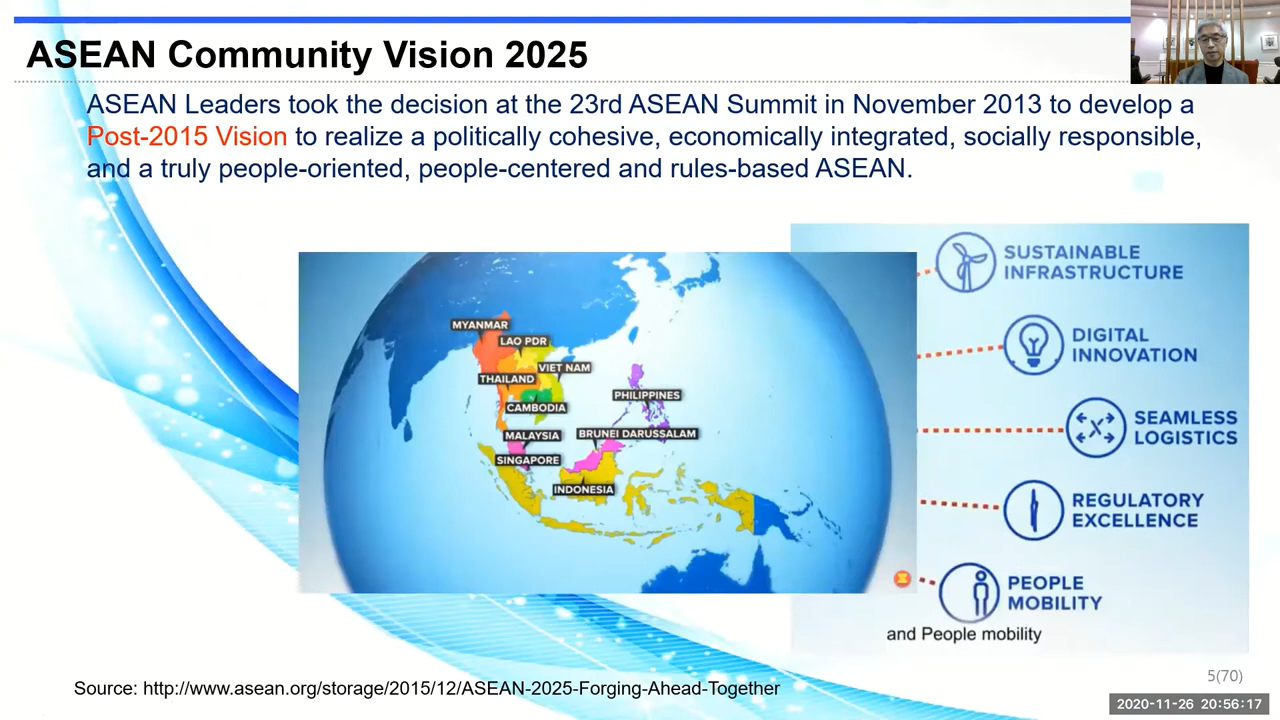 ASEAN Community Vision 2025
ASEAN Leaders took the decision at the 23rd ASEAN Summit in November 2013 to develop a
Post-2015 Vision to realize a politically cohesive, economically integrated, socially responsible,
and a truly people-oriented, people-centered and rules-based ASEAN.
MYANMAR
LAO PDR
VIET NAM
THAILAND
CAMBODIA
PHILIPPINES
MALAYSIA
BRUNEI DARUSSALAM
SINGAPORE
INDONESIA
SUSTAINABLE
INFRASTRUCTURE
DIGITAL
INNOVATION
SEAMLESS
LOGISTICS
REGULATORY
EXCELLENCE
PEOPLE
MOBILITY
and People mobility
Source: http://www.asean.org/storage/2015/12/ASEAN-2025-Forging-Ahead-Together
5(70)
2020-11-26 20:56:17